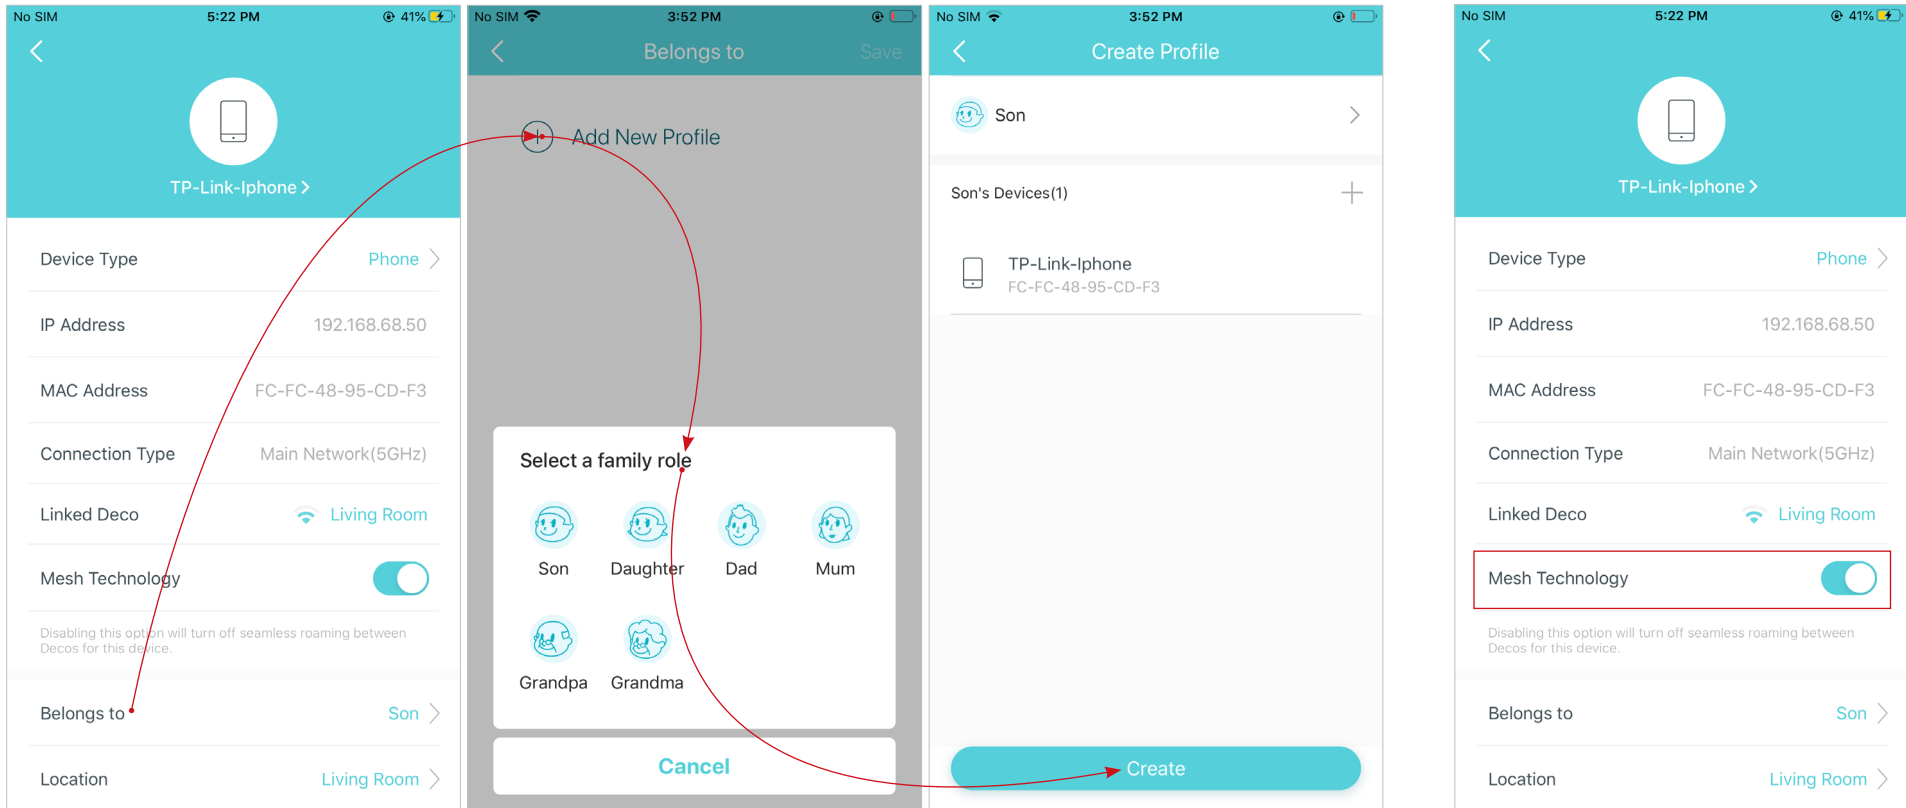 No SIM
5:22 PM
41%
TP-Link-Iphone
Device Type
Phone
IP Address
192.168.68.50
MAC Address
FC-FC-48-95-CD-F3
Connection Type
Main Network(5GHz)
Linked Deco
Living Room
Mesh Technology
Disabling this option will turn off seamless roaming between
Decos for this device.
Belongs to
Son
Location
Living Room
No SIM
3:52 PM
Belongs to
Save
Add New Profile
Select a family role
Son
Daughter
Dad
Mum
Grandpa
Grandma
Cancel
No SIM
3:52 PM
Create Profile
Son
Son's Devices(1)
TP-Link-Iphone
FC-FC-48-95-CD-F3
Create
No SIM
5:22 PM
41%
TP-Link-Iphone
Device Type
Phone
IP Address
192.168.68.50
MAC Address
FC-FC-48-95-CD-F3
Connection Type
Main Network(5GHz)
Linked Deco
Living Room
Mesh Technology
Disabling this option will turn off seamless roaming between
Decos for this device.
Belongs to
Son
Location
Living Room